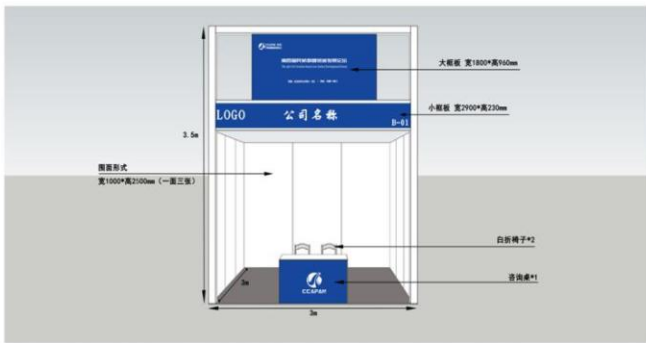 大楣板 宽1800*高960mm
小楣板 宽2900*高230mm
LOGO 公司名称
B-01
3.5m
围面形式
宽1000*高2500mm（一面三张）
白折椅子*2
咨询桌*1
CCAPAM
3m
3m